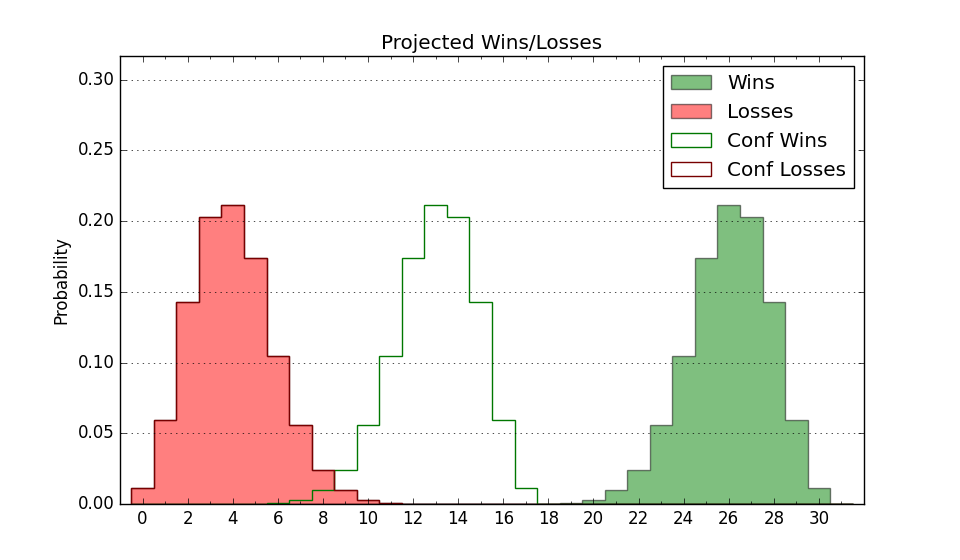 Projected Wins/Losses
Probability
0.30
0.25
0.20
0.15
0.10
0.05
0.00
0 2 4 6 8 10 12 14 16 18 20 22 24 26 28 30
Wins
Losses
Conf Wins
Conf Losses